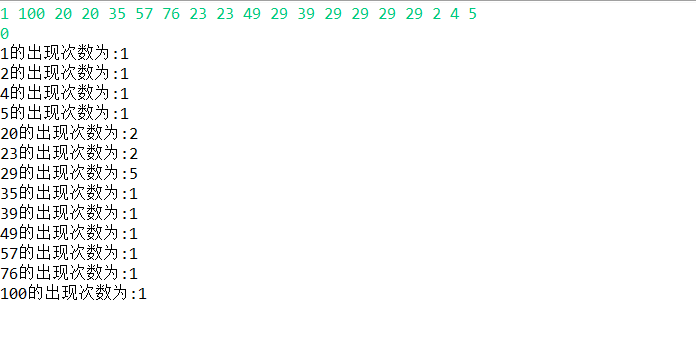 1 100 20 20 35 57 76 23 23 49 29 39 29 29 29 29 2 4 5
0
1的出现次数为:1
2的出现次数为:1
4的出现次数为:1
5的出现次数为:1
20的出现次数为:2
23的出现次数为:2
29的出现次数为:5
35的出现次数为:1
39的出现次数为:1
49的出现次数为:1
57的出现次数为:1
76的出现次数为:1
100的出现次数为:1